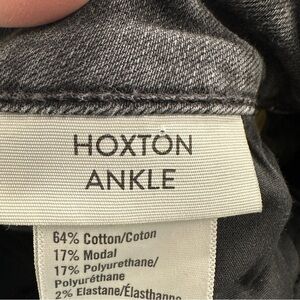 HOXTON
ANKLE
64% Cotton/Coton
17% Modal
17% Polyurethane/
Polyuréthane
2% Elastane/Élasthanne